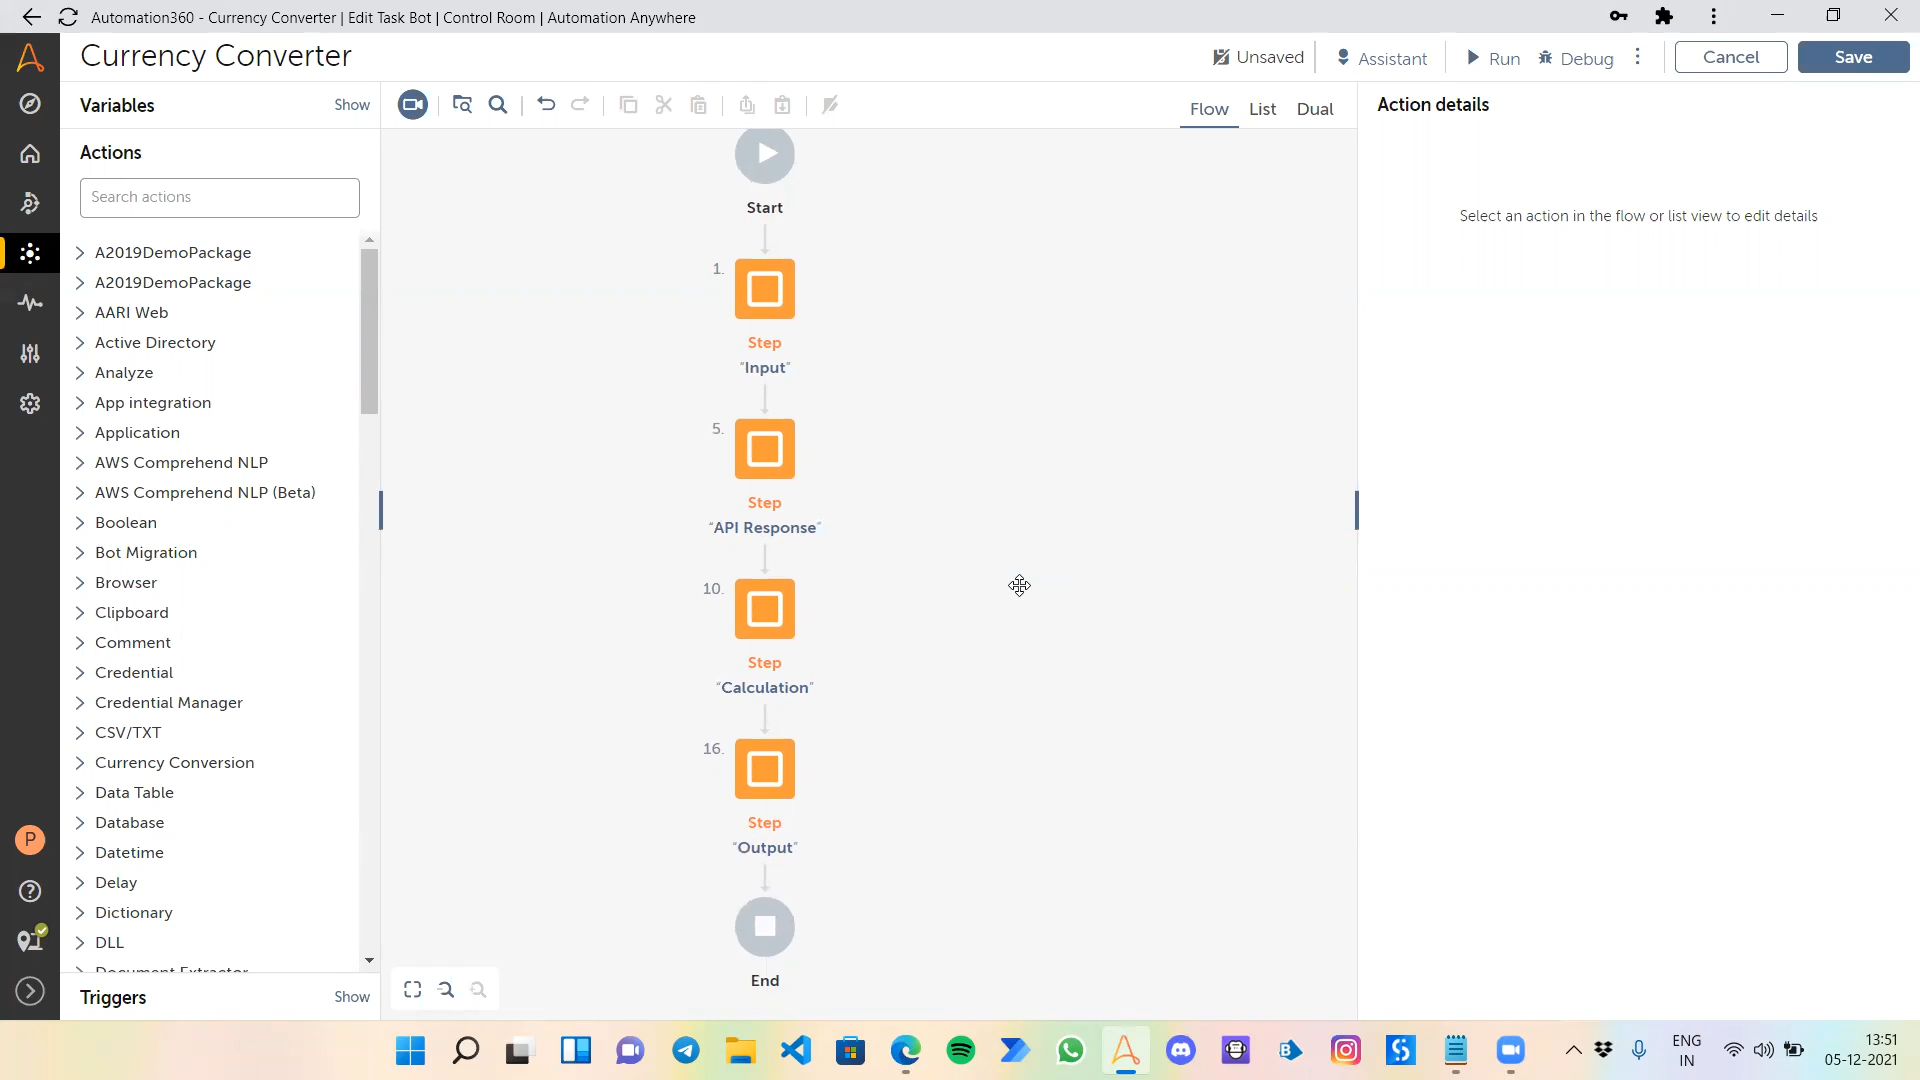 Automation360 - Currency Converter | Edit Task Bot | Control Room | Automation Anywhere
Currency Converter
Unsaved
Assistant
Run
Debug
Cancel
Save
Variables
Show
Flow
List
Dual
Action details
Actions
Search actions
Select an action in the flow or list view to edit details
A2019DemoPackage
A2019DemoPackage
AARI Web
Active Directory
Analyze
App integration
Application
AWS Comprehend NLP
AWS Comprehend NLP (Beta)
Boolean
Bot Migration
Browser
Clipboard
Comment
Credential
Credential Manager
CSV/TXT
Currency Conversion
Data Table
Database
Datetime
Delay
Dictionary
DLL
Document Extractor
Triggers
Show
Start
1.
Step
“Input”
5.
Step
“API Response”
10.
Step
“Calculation”
16.
Step
“Output”
End
P
ENG
IN
13:51
05-12-2021